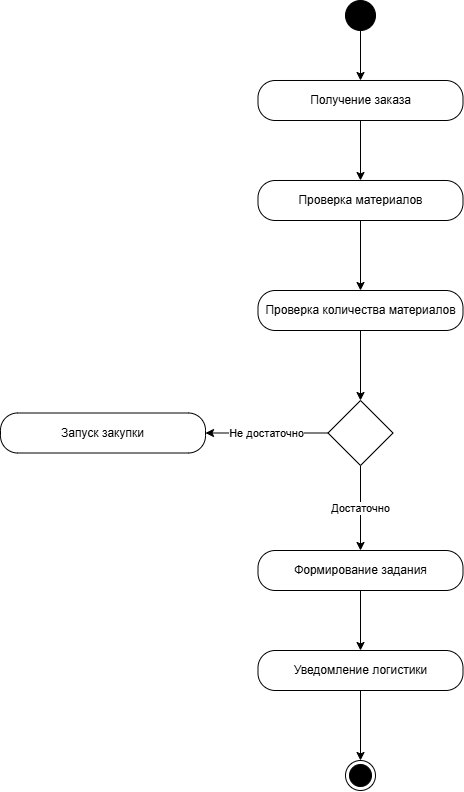 Получение заказа
Проверка материалов
Проверка количества материалов
Запуск закупки
Не достаточно
Достаточно
Формирование задания
Уведомление логистики